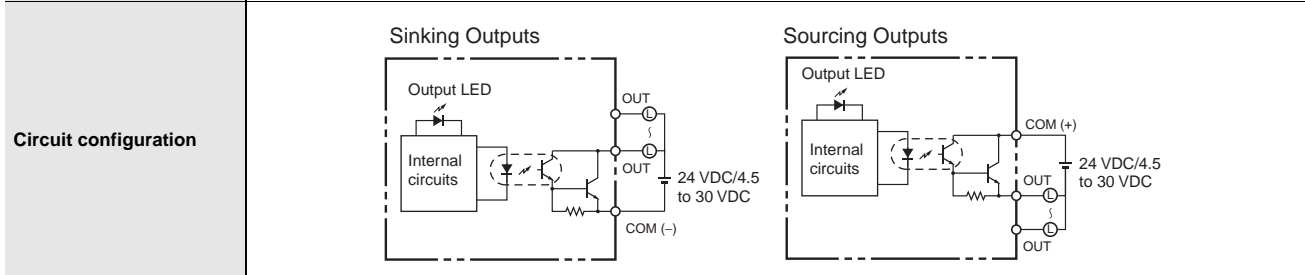 Circuit configuration
Sinking Outputs
Output LED
Internal
circuits
OUT
L
L
OUT
24 VDC/4.5
to 30 VDC
COM (−)
Sourcing Outputs
Output LED
Internal
circuits
COM (+)
24 VDC/4.5
to 30 VDC
OUT
L
L
OUT